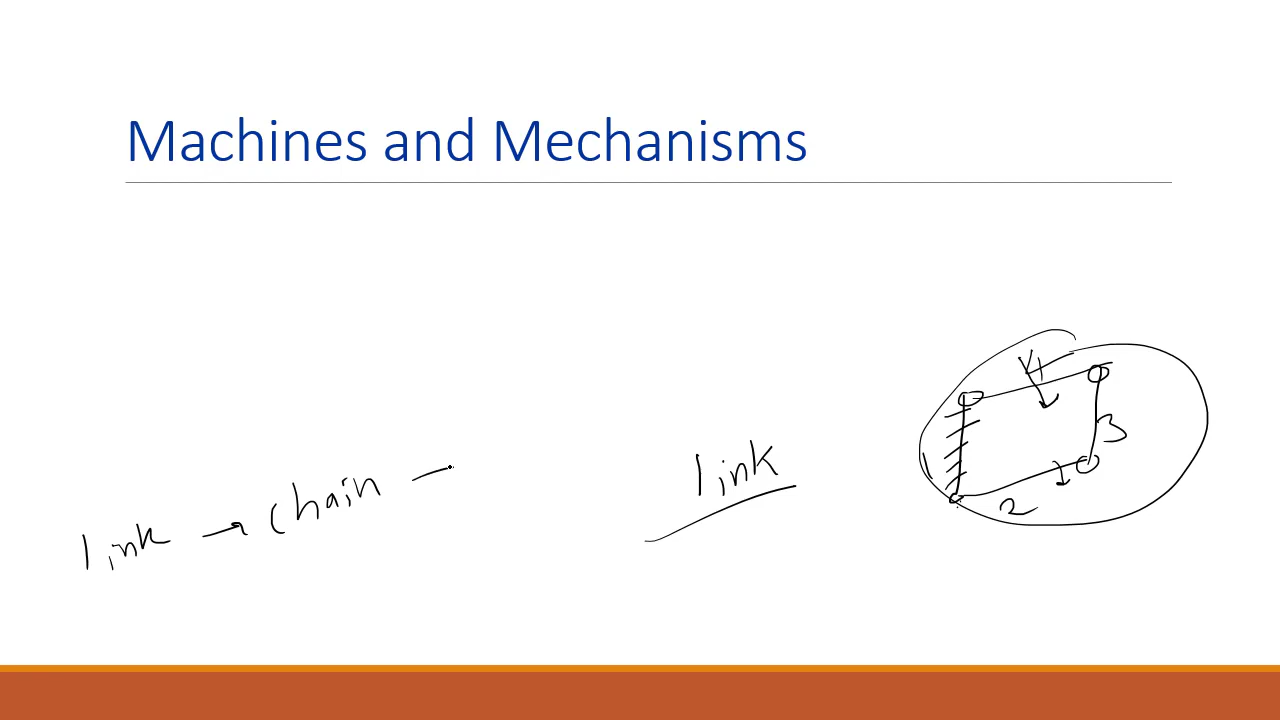 Machines and Mechanisms
link → chain —
link
4
3
2
1